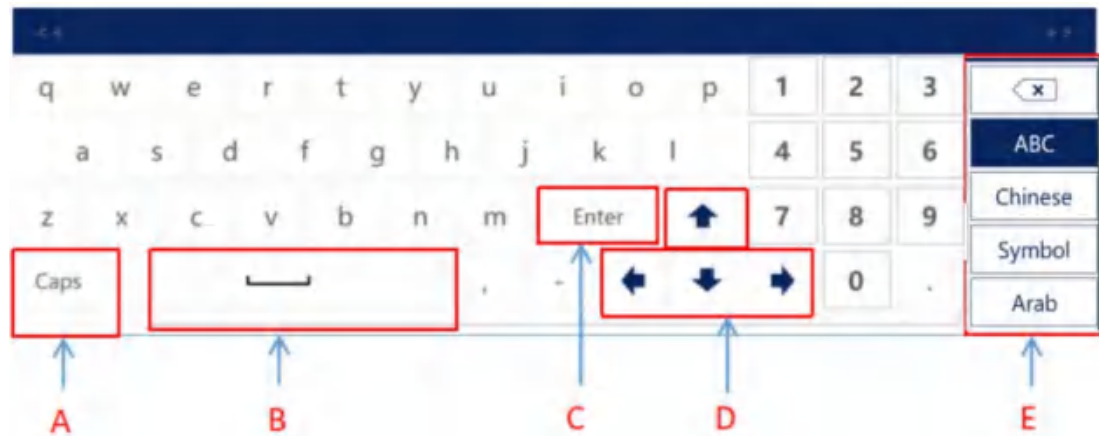 q w e r t y u i o p 1 2 3
a s d f g h j k l 4 5 6 ABC
z x c v b n m Enter 7 8 9 Chinese
Symbol
Caps , - 0 .
Arab
A B C D E